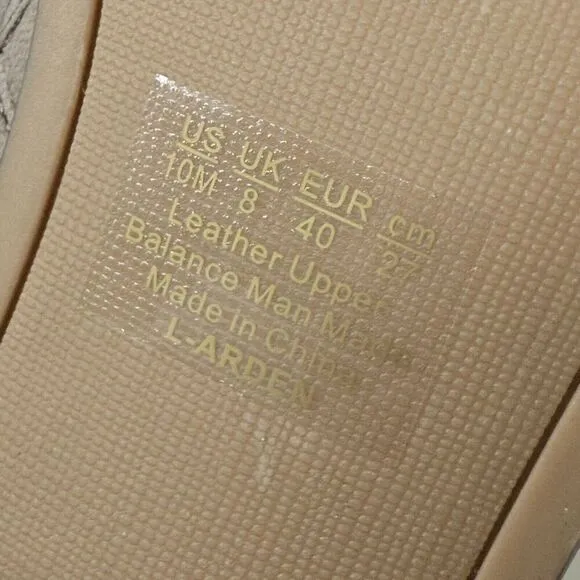 US UK EUR cm
10M 8 40 27
Leather Upper
Balance Man Made
Made in China
L-ARDEN